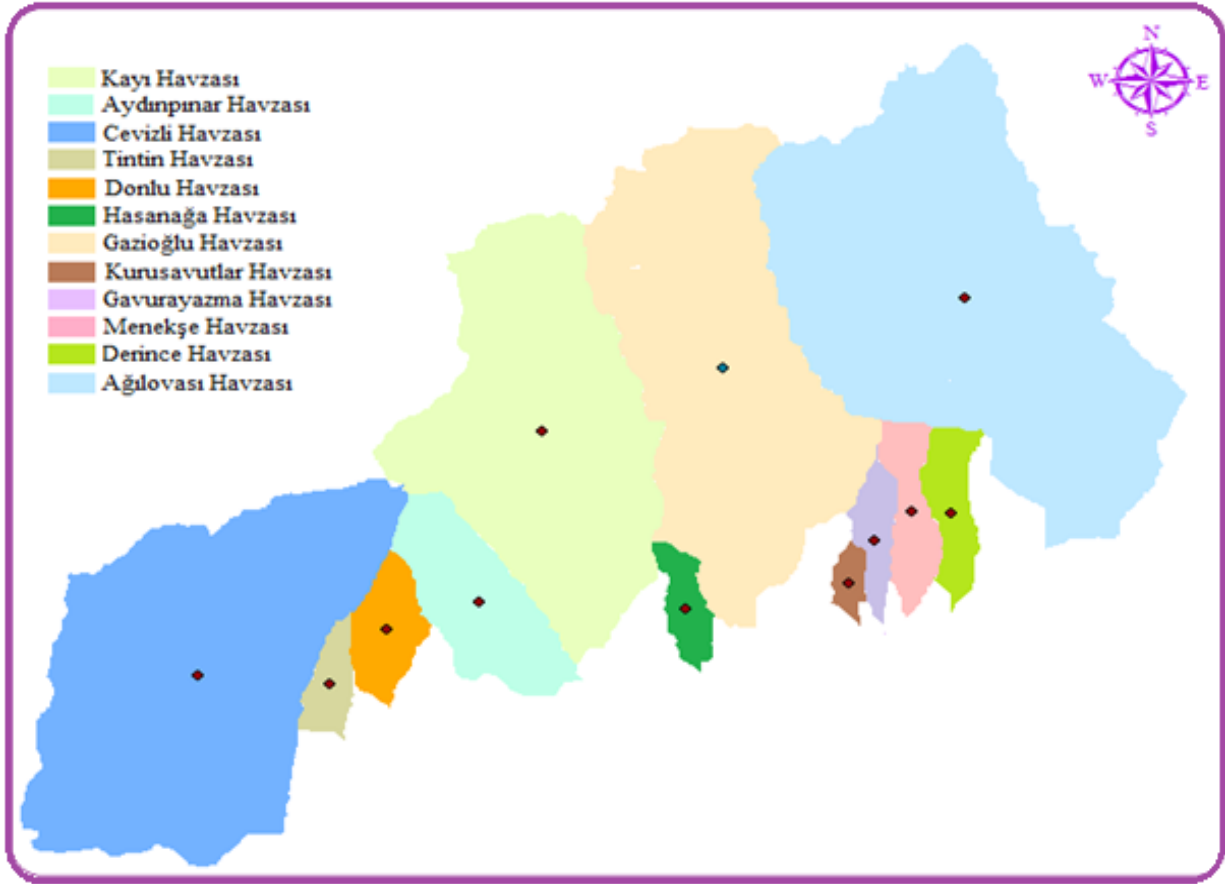 N
W E
S
Kayı Havzası
Aydınpınar Havzası
Cevizli Havzası
Tintin Havzası
Donlu Havzası
Hasanağa Havzası
Gazioğlu Havzası
Kurusavutlar Havzası
Gavurayazma Havzası
Menekşe Havzası
Derince Havzası
Ağılovası Havzası